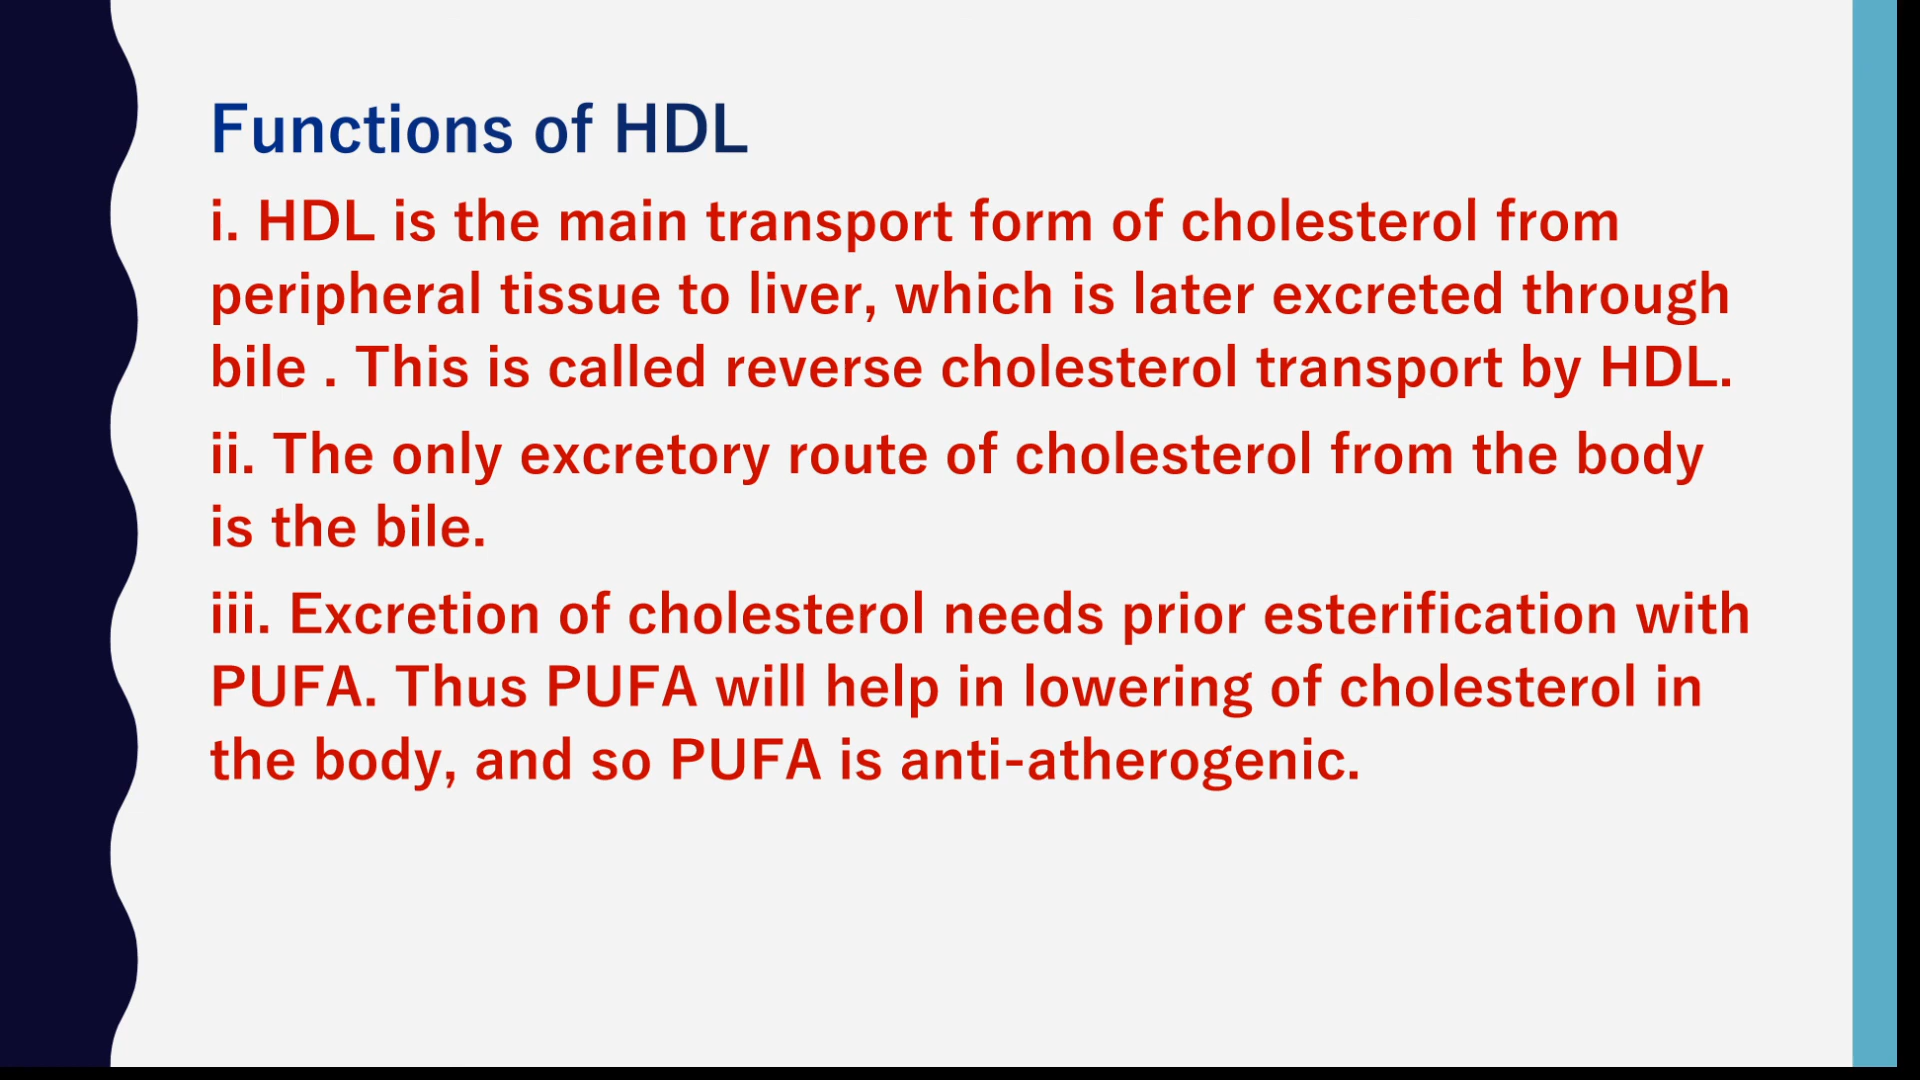 Functions of HDL
i. HDL is the main transport form of cholesterol from
peripheral tissue to liver, which is later excreted through
bile . This is called reverse cholesterol transport by HDL.
ii. The only excretory route of cholesterol from the body
is the bile.
iii. Excretion of cholesterol needs prior esterification with
PUFA. Thus PUFA will help in lowering of cholesterol in
the body, and so PUFA is anti-atherogenic.